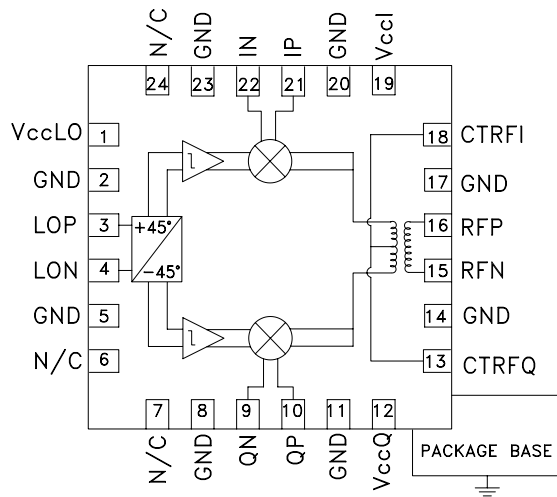 N/C GND IN IP GND VccI
24 23 22 21 20 19
VccLO 1 18 CTRFI
GND 2 17 GND
LOP 3 +45° 16 RFP
LON 4 -45° 15 RFN
GND 5 14 GND
N/C 6 13 CTRFQ
7 8 9 10 11 12
N/C GND QN QP GND VccQ
PACKAGE BASE